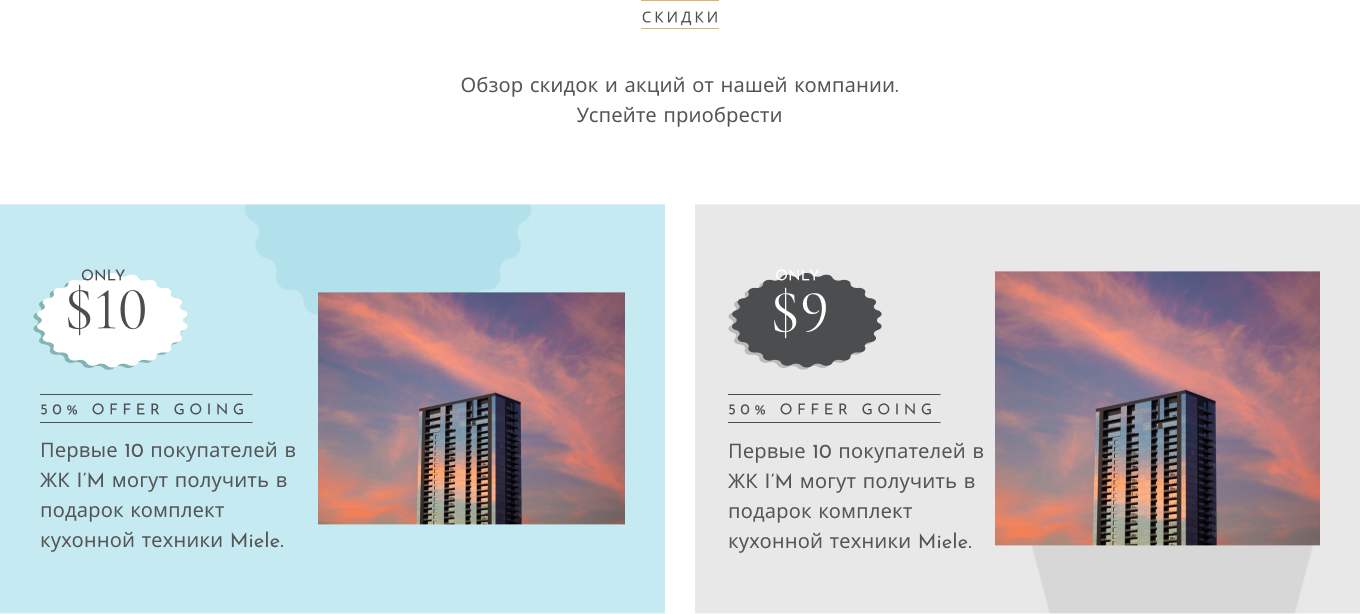 СКИДКИ
Обзор скидок и акций от нашей компании.
Успейте приобрести
ONLY
$10
50% OFFER GOING
Первые 10 покупателей в
ЖК I'M могут получить в
подарок комплект
кухонной техники Miele.
ONLY
$9
50% OFFER GOING
Первые 10 покупателей в
ЖК I'M могут получить в
подарок комплект
кухонной техники Miele.